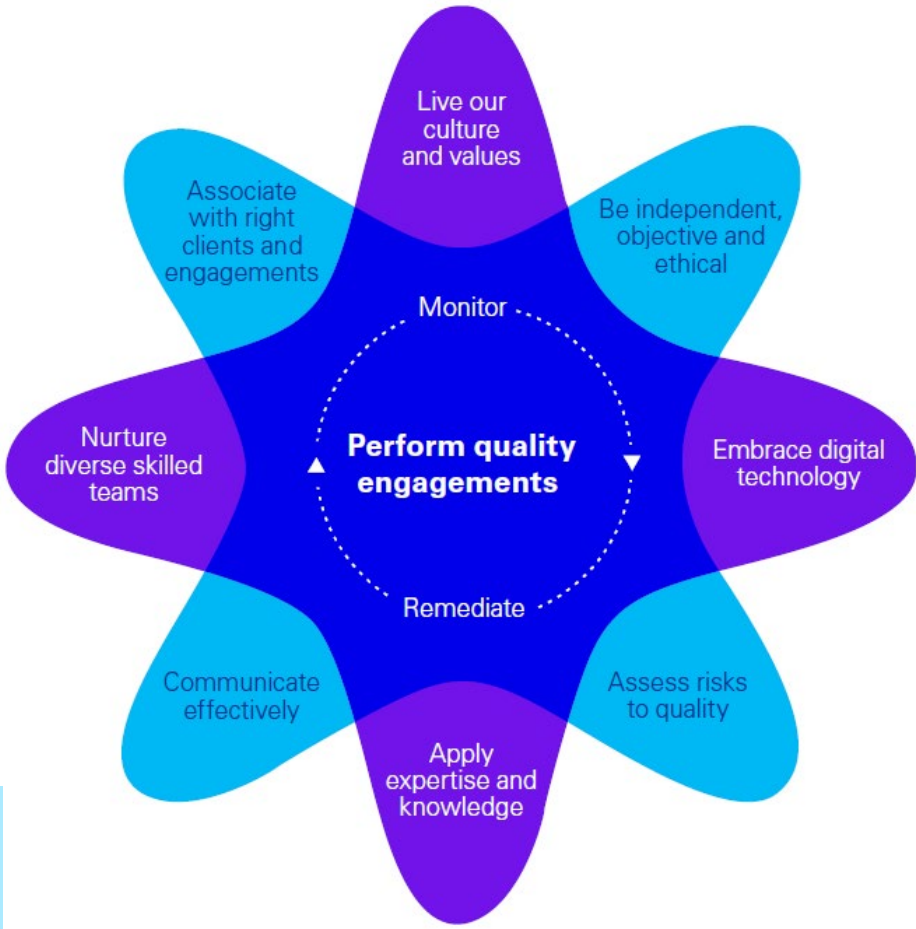 Live our
culture
and values
Associate
with right
clients and
engagements
Be independent,
objective and
ethical
Monitor
Nurture
diverse skilled
teams
Perform quality
engagements
Embrace digital
technology
Remediate
Communicate
effectively
Assess risks
to quality
Apply
expertise and
knowledge